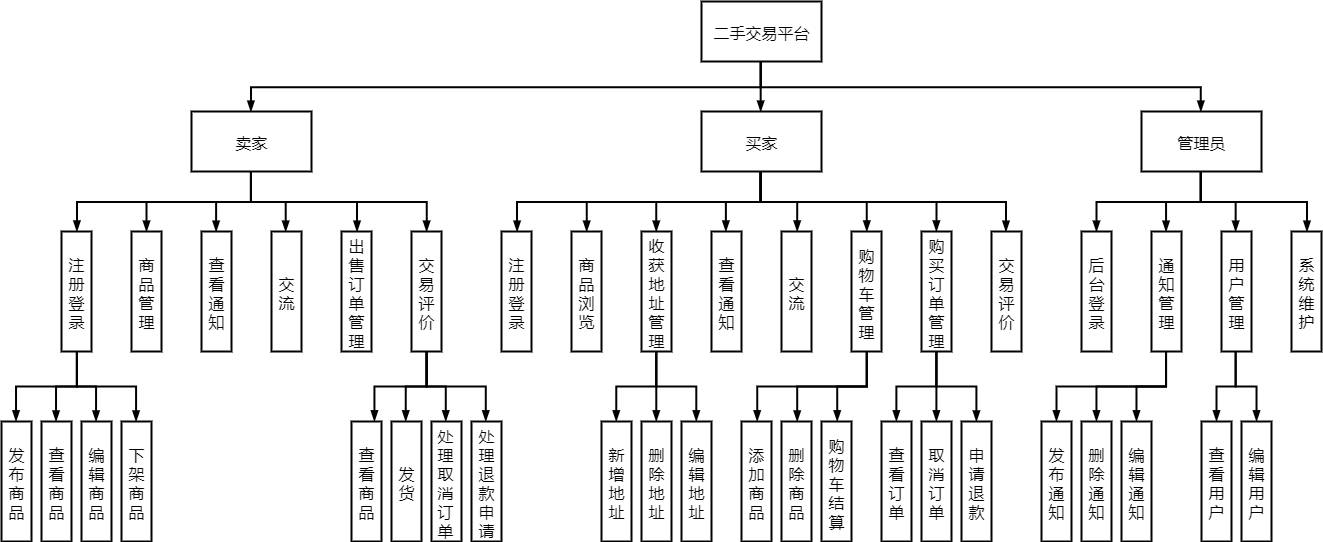 二手交易平台
卖家
买家
管理员
注册登录
商品管理
查看通知
交流
出售订单管理
交易评价
注册登录
商品浏览
收获地址管理
查看通知
交流
购物车管理
购买订单管理
交易评价
后台登录
通知管理
用户管理
系统维护
发布商品
查看商品
编辑商品
下架商品
查看商品
发货
处理取消订单
处理退款申请
新增地址
删除地址
编辑地址
添加商品
删除商品
购物车结算
查看订单
取消订单
申请退款
发布通知
删除通知
编辑通知
查看用户
编辑用户